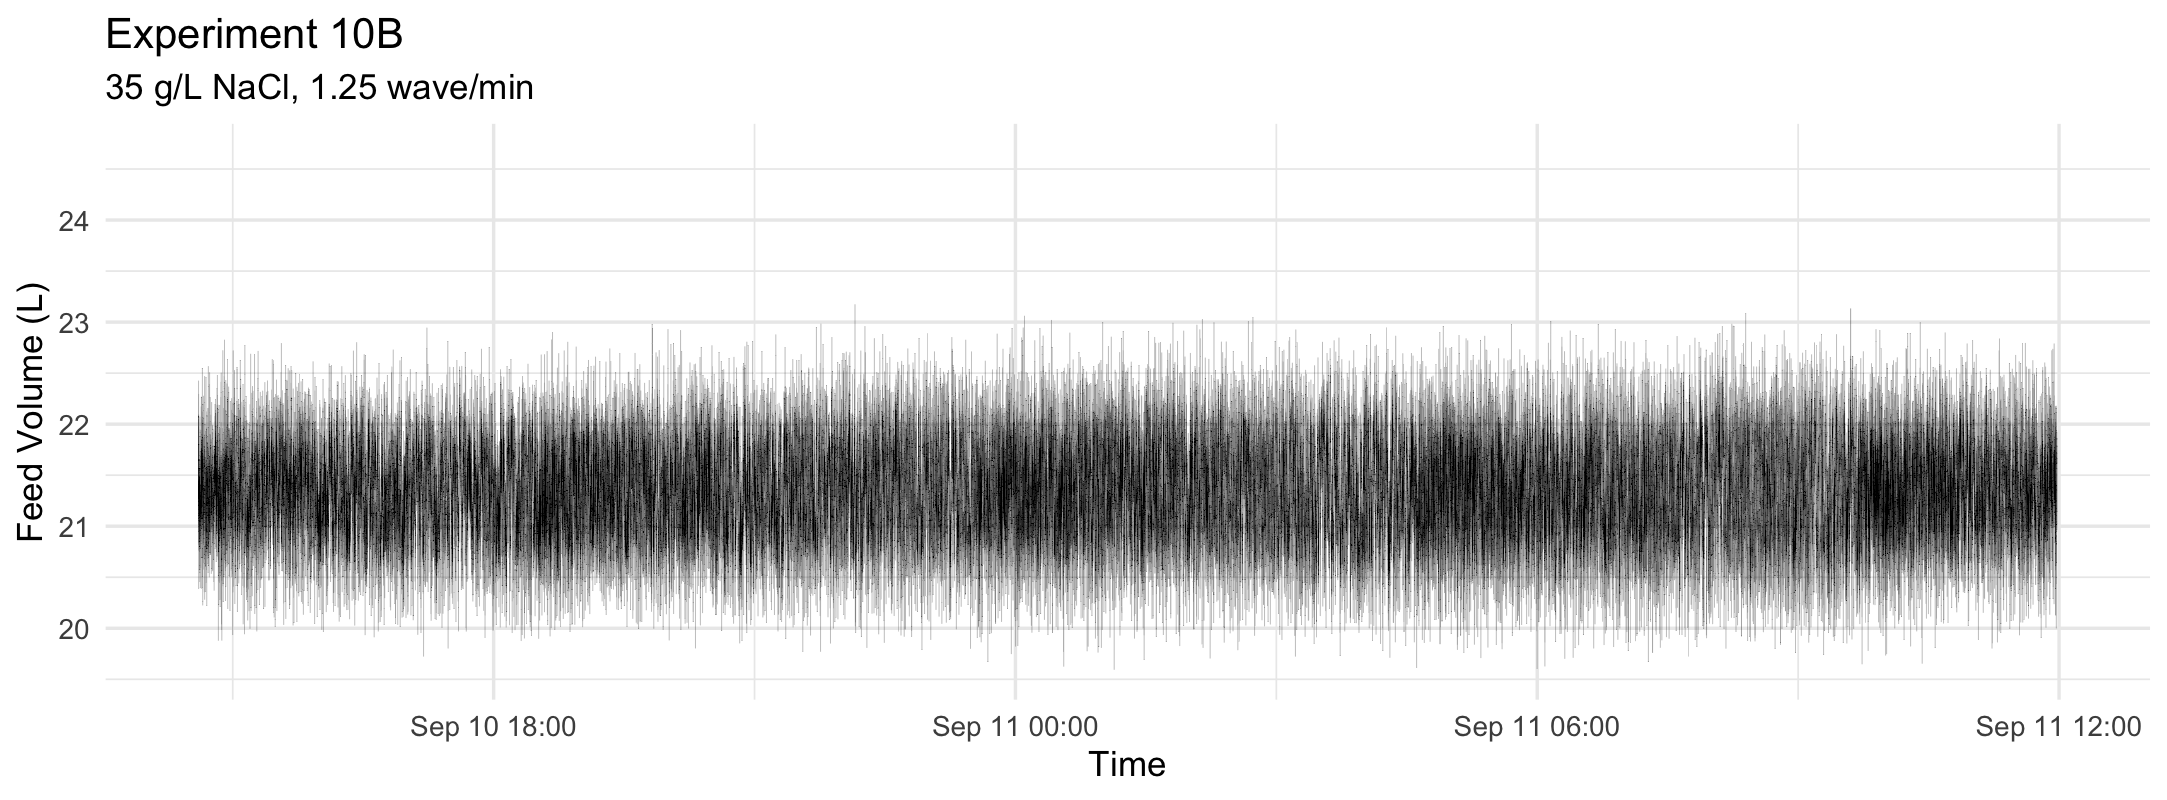 Experiment 10B
35 g/L NaCl, 1.25 wave/min
Feed Volume (L)
24
23
22
21
20
Sep 10 18:00
Sep 11 00:00
Sep 11 06:00
Sep 11 12:00
Time